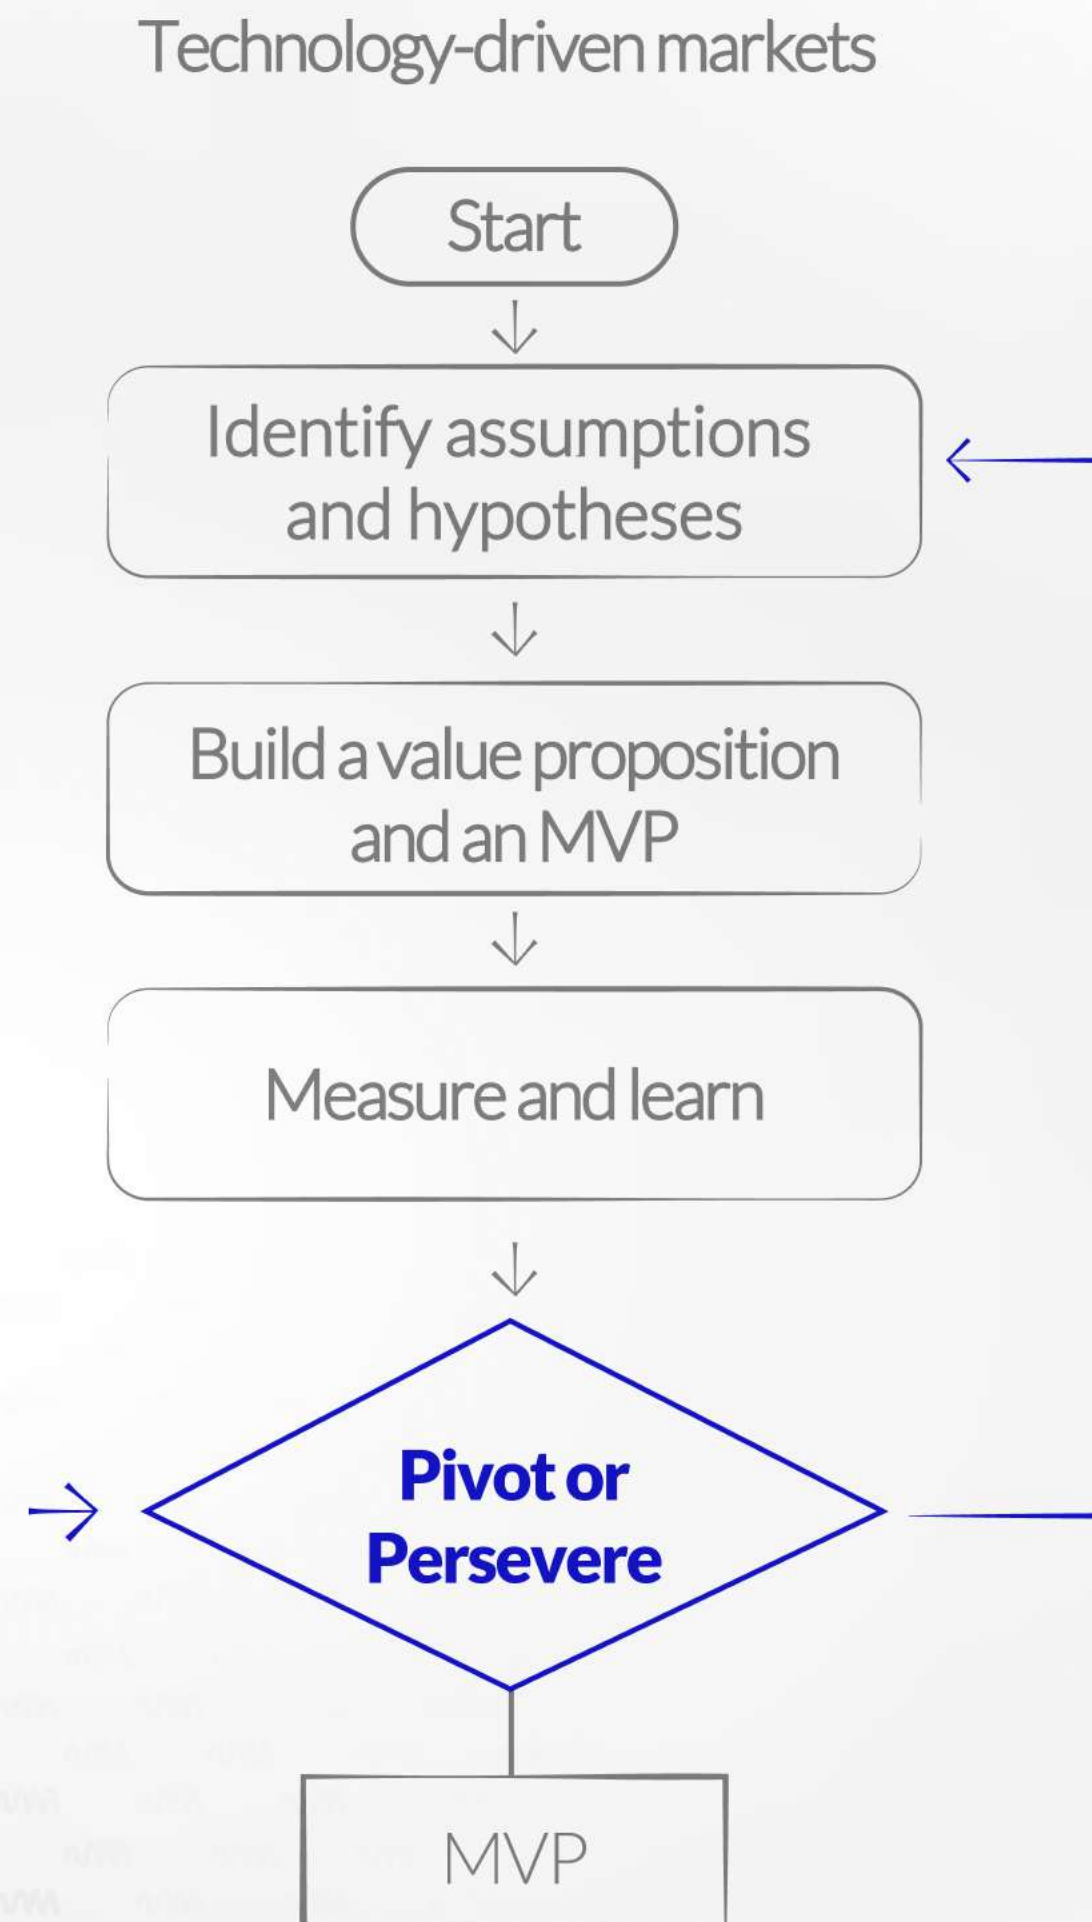 Technology-driven markets
Start
Identify assumptions
and hypotheses
Build a value proposition
and an MVP
Measure and learn
Pivot or
Persevere
MVP